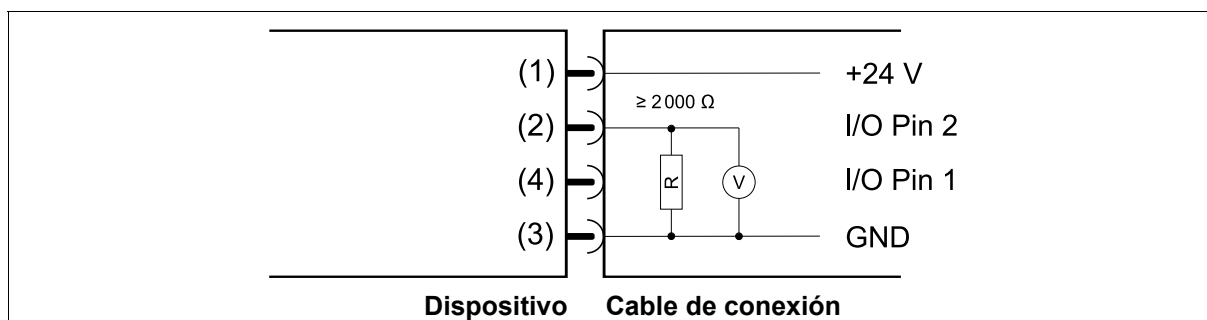 (1) +24 V
≥ 2 000 Ω
(2) I/O Pin 2
(4) R V I/O Pin 1
(3) GND
Dispositivo Cable de conexión